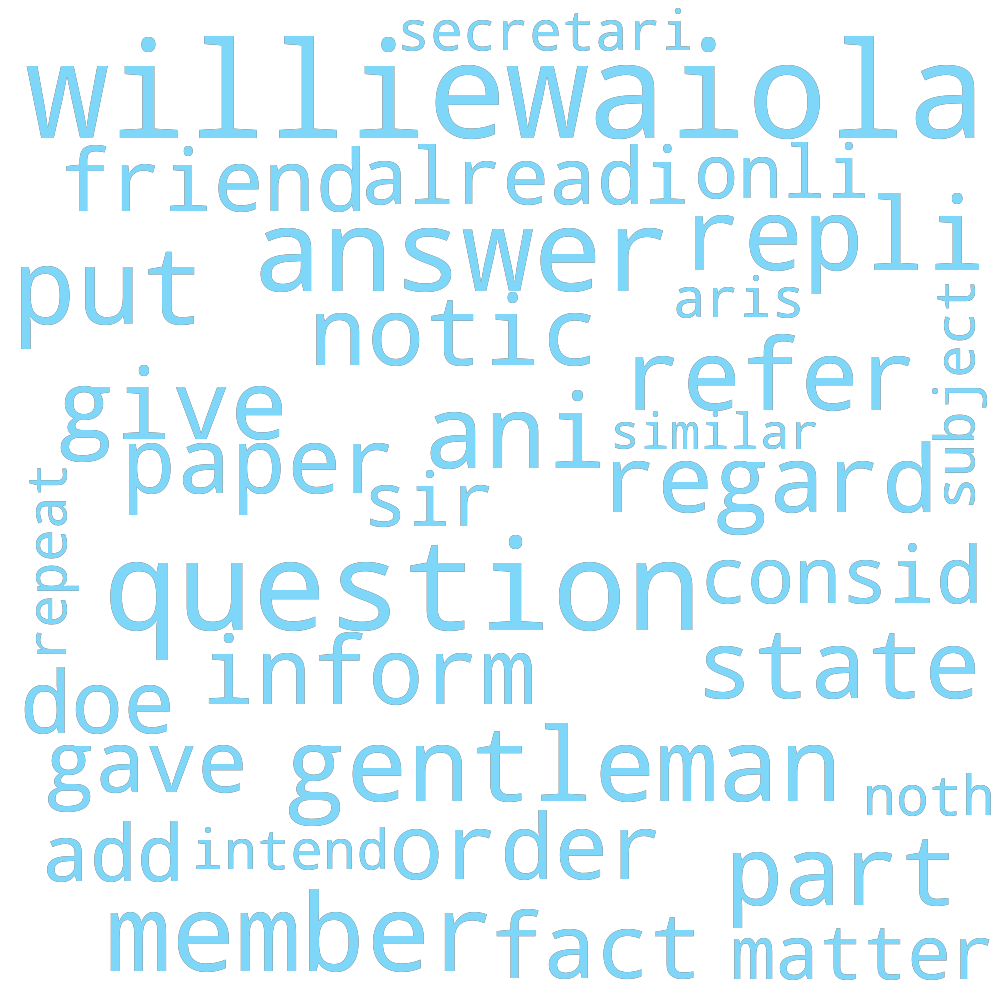 secretari
williewaiola
friend alreadi onli
answer repli
put
aris
notic
subject
refer
give
ani
similar
paper
regard
sir
repeat
question
consid
inform
state
doe
gave gentleman
noth
add intend order
part
member fact
matter